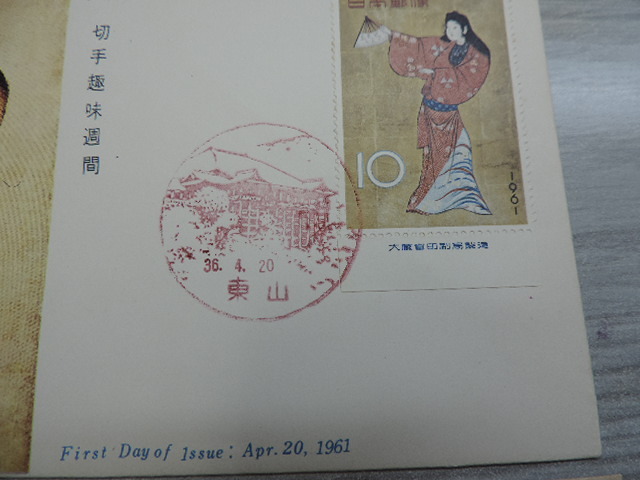 切手趣味週間
日本郵便
10
1961
大蔵省印刷局製造
36.4.20
東山
First Day of Issue: Apr. 20, 1961